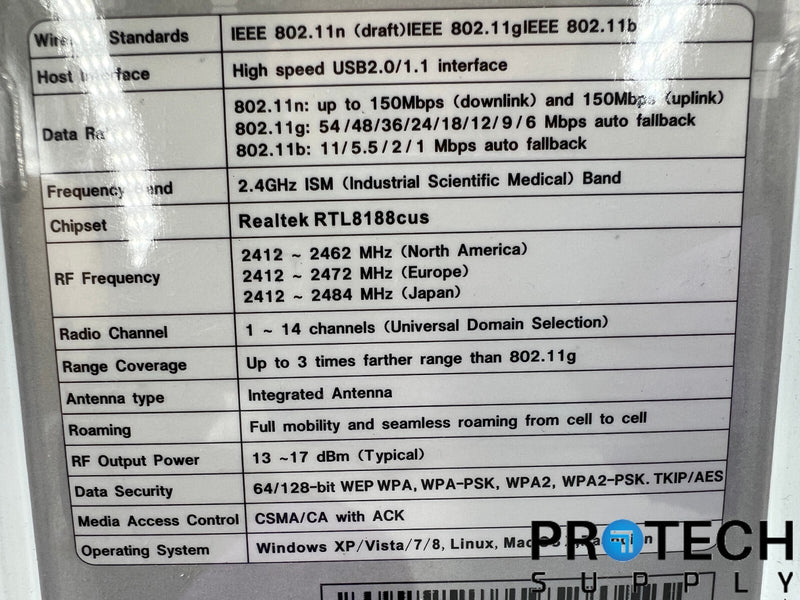 Standards IEEE 802.11n (draft)IEEE 802.11gIEEE 802.11b
Host High speed USB2.0/1.1 interface
802.11n: up to 150Mbps (downlink) and 150Mbps (uplink)
Data 802.11g: 54/48/36/24/18/12/9/6 Mbps auto fallback
802.11b: 11/5.5/2/1 Mbps auto fallback
Frequency 2.4GHz ISM (Industrial Scientific Medical) Band
Chipset Realtek RTL8188cus
2412 ~ 2462 MHz (North America)
RF Frequency 2412 ~ 2472 MHz (Europe)
2412 ~ 2484 MHz (Japan)
Radio Channel 1 ~ 14 channels (Universal Domain Selection)
Range Coverage Up to 3 times farther range than 802.11g
Antenna type Integrated Antenna
Roaming Full mobility and seamless roaming from cell to cell
RF Output Power 13 ~17 dBm (Typical)
Data Security 64/128-bit WEP WPA, WPA-PSK, WPA2, WPA2-PSK. TKIP/AES
Media Access Control CSMA/CA with ACK
Operating System Windows XP/Vista/7/8, Linux,
PROTECH
SUPPLY